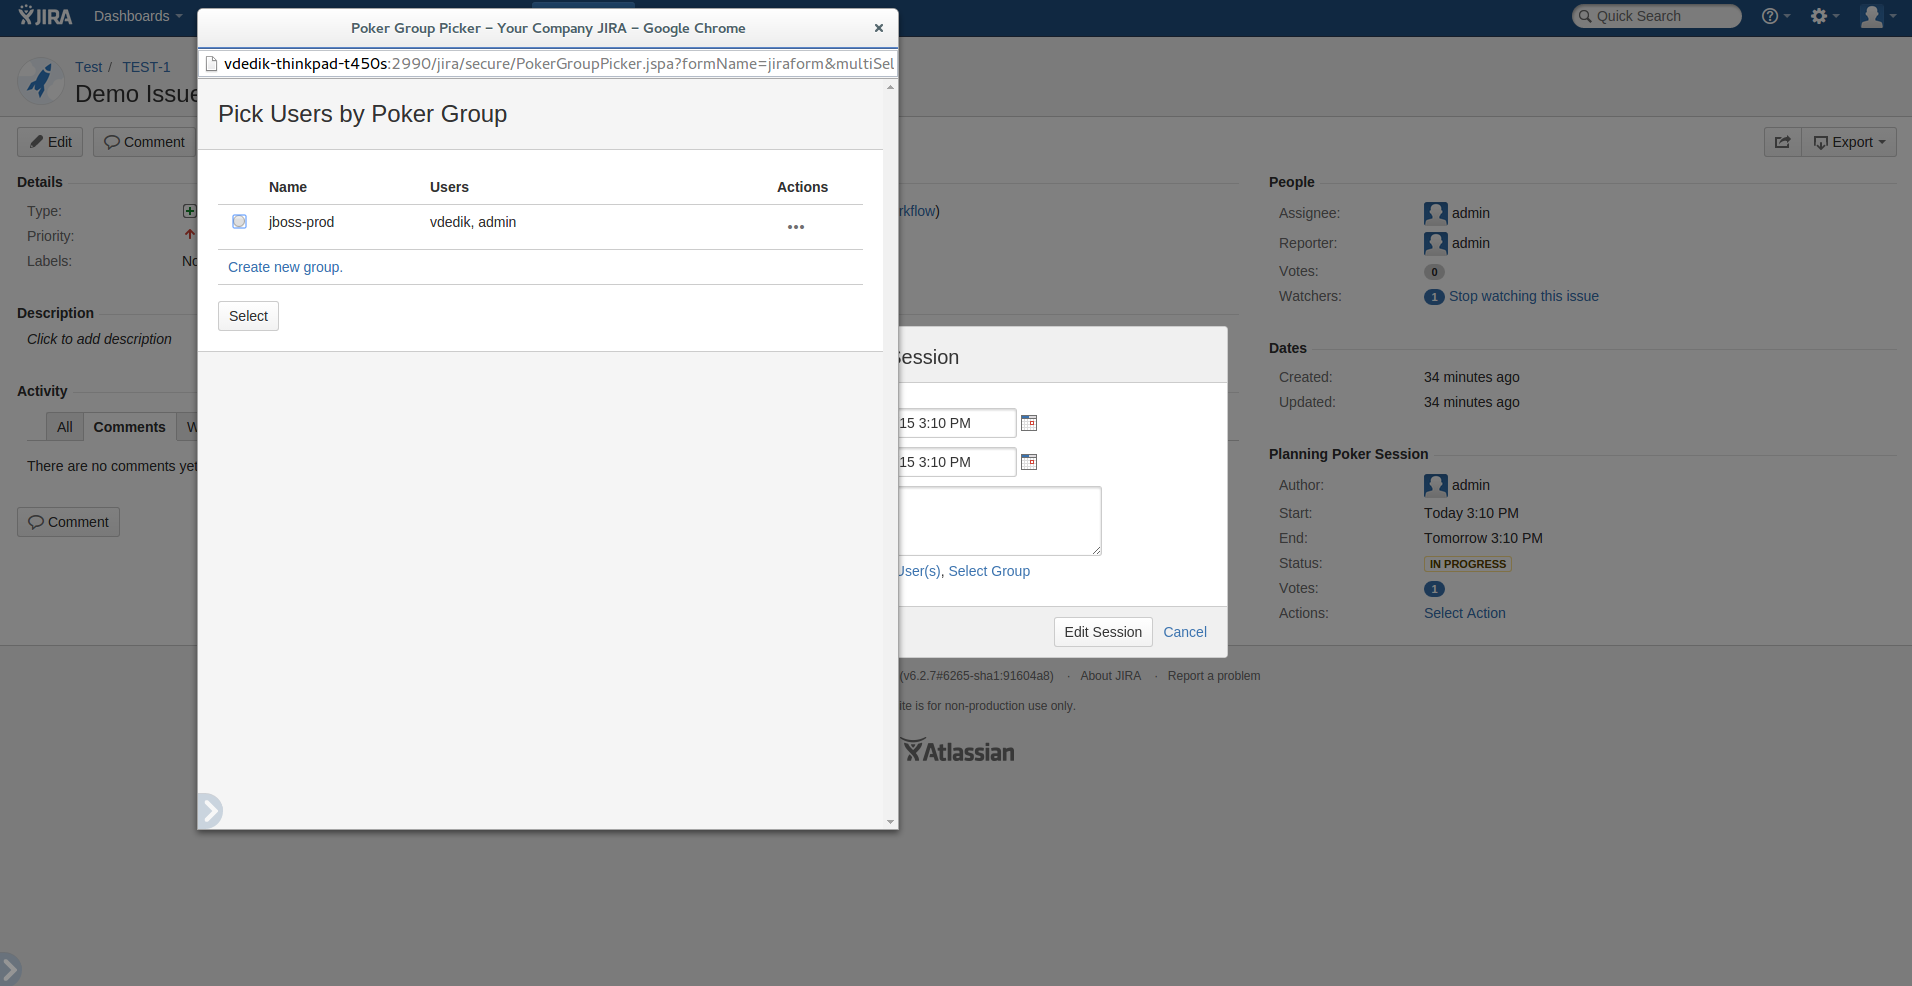 JIRA Dashboards
Quick Search
Poker Group Picker – Your Company JIRA – Google Chrome
vdedik-thinkpad-t450s:2990/jira/secure/PokerGroupPicker.jspa?formName=jiraform&multiSel
Test / TEST-1
Demo Issue
Edit Comment
Export
Pick Users by Poker Group
Name Users Actions
jboss-prod vdedik, admin
Create new group.
Select
Details
Type:
Priority:
Labels:
rkflow)
Description
Click to add description
Activity
All Comments W
There are no comments yet
Comment
Session
15 3:10 PM
15 3:10 PM
User(s), Select Group
Edit Session Cancel
People
Assignee: admin
Reporter: admin
Votes: 0
Watchers: 1 Stop watching this issue
Dates
Created: 34 minutes ago
Updated: 34 minutes ago
Planning Poker Session
Author: admin
Start: Today 3:10 PM
End: Tomorrow 3:10 PM
Status: IN PROGRESS
Votes: 1
Actions: Select Action
(v6.2.7#6265-sha1:91604a8) · About JIRA · Report a problem
ite is for non-production use only.
Atlassian